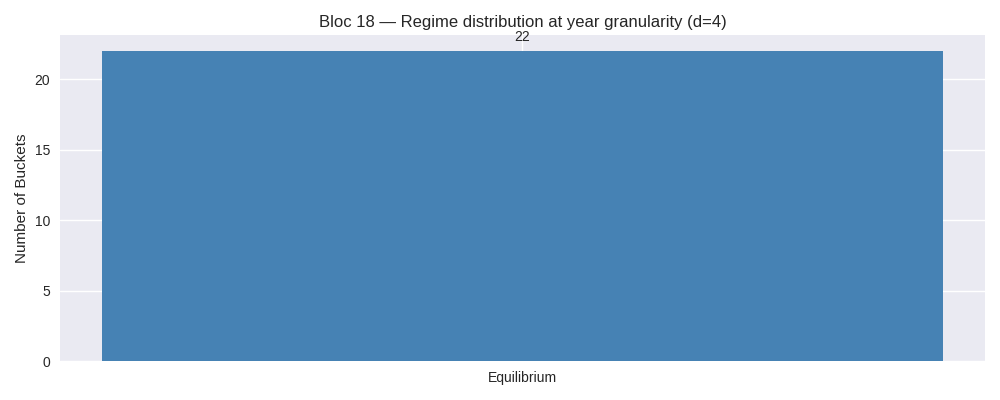 Bloc 18 — Regime distribution at year granularity (d=4)
22
20
15
10
5
0
Number of Buckets
Equilibrium